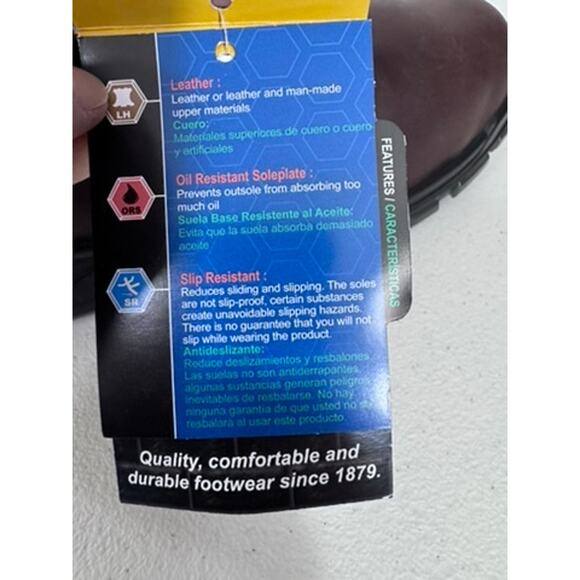 LH
Leather :
Leather or leather and man-made
upper materials
Cuero:
Materiales superiores de cuero o cuero
y artificiales
ORS
Oil Resistant Soleplate :
Prevents outsole from absorbing too
much oil
Suela Base Resistente al Aceite:
Evita que la suela absorba demasiado
aceite
SR
Slip Resistant :
Reduces sliding and slipping. The soles
are not slip-proof, certain substances
create unavoidable slipping hazards.
There is no guarantee that you will not
slip while wearing the product.
Antideslizante:
Reduce deslizamientos y resbalones.
Las suelas no son antiderrapantes,
algunas sustancias generan peligros
inevitables de resbalarse. No hay
ninguna garantía de que usted no se
resbalará al usar este producto.
FEATURES / CARACTERÍSTICAS
Quality, comfortable and
durable footwear since 1879.